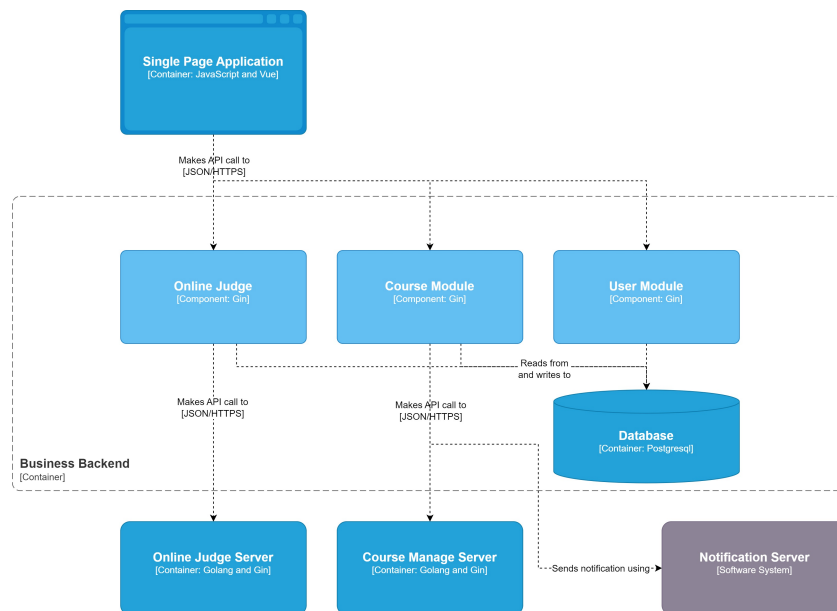 Single Page Application
[Container: JavaScript and Vue]
Makes API call to
[JSON/HTTPS]
Online Judge
[Component: Gin]
Course Module
[Component: Gin]
User Module
[Component: Gin]
Reads from
and writes to
Makes API call to
[JSON/HTTPS]
Makes API call to
[JSON/HTTPS]
Database
[Container: Postgresql]
Business Backend
[Container]
Online Judge Server
[Container: Golang and Gin]
Course Manage Server
[Container: Golang and Gin]
Sends notification using
Notification Server
[Software System]